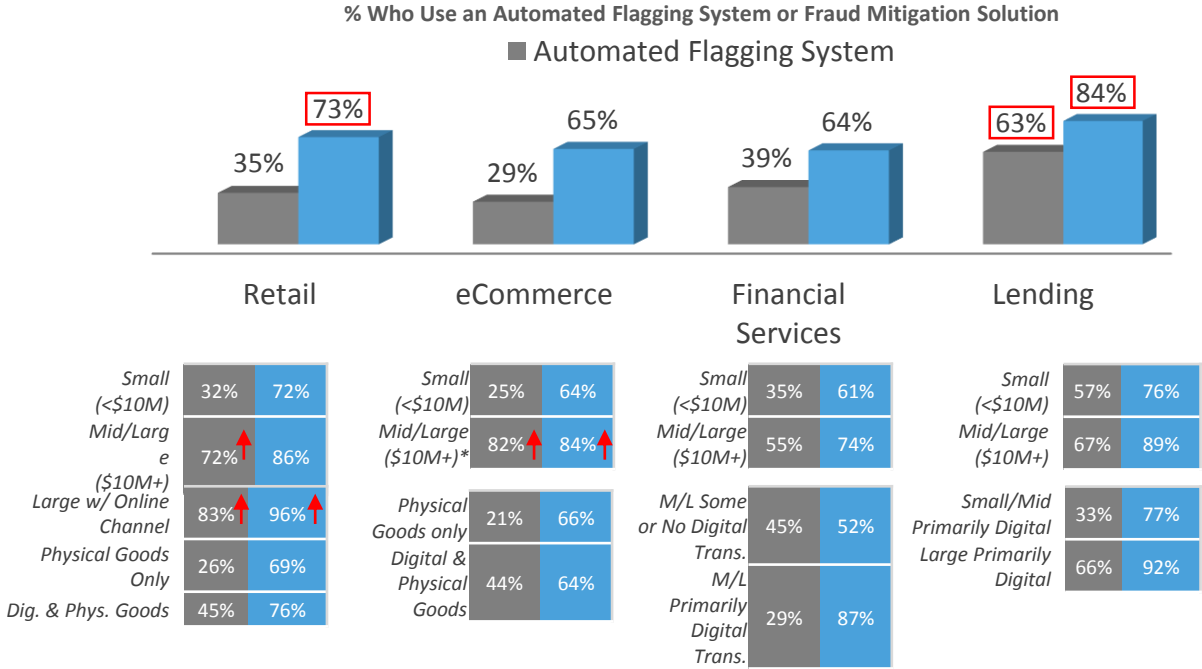 % Who Use an Automated Flagging System or Fraud Mitigation Solution
Automated Flagging System
35%
73%
29%
65%
39%
64%
63%
84%
Retail
eCommerce
Financial
Services
Lending
Small
(<$10M)
32%
72%
Mid/Larg
e
($10M+)
72%
86%
Large w/ Online
Channel
83%
96%
Physical Goods
Only
26%
69%
Dig. & Phys. Goods
45%
76%
Small
(<$10M)
25%
64%
Mid/Large
($10M+)*
82%
84%
Physical
Goods only
21%
66%
Digital &
Physical
Goods
44%
64%
Small
(<$10M)
35%
61%
Mid/Large
($10M+)
55%
74%
M/L Some
or No Digital
Trans.
45%
52%
M/L
Primarily
Digital
Trans.
29%
87%
Small
(<$10M)
57%
76%
Mid/Large
($10M+)
67%
89%
Small/Mid
Primarily Digital
33%
77%
Large Primarily
Digital
66%
92%